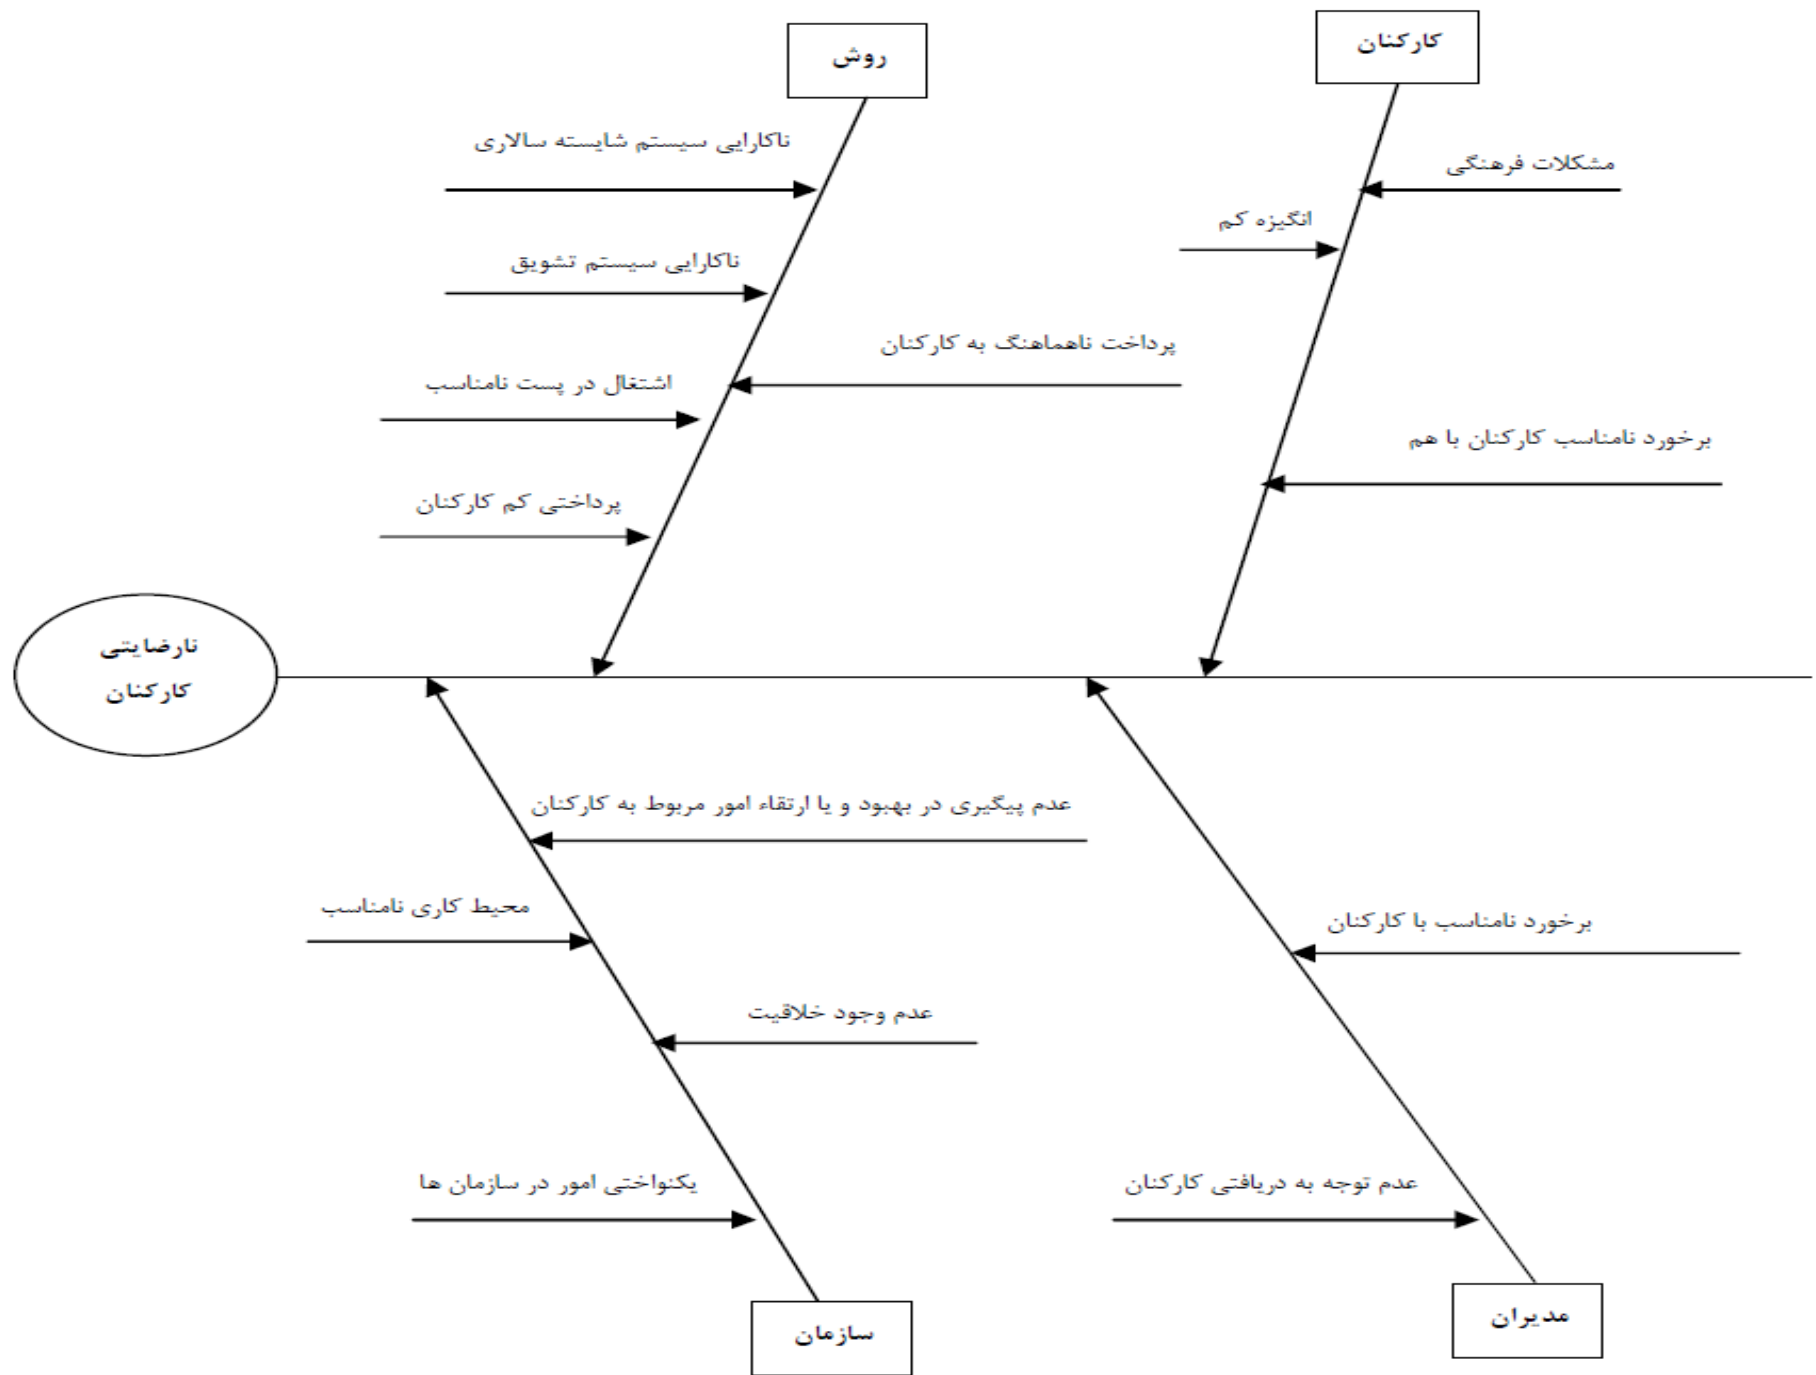 کارکنان
روش
ناکارایی سیستم شایسته سالاری
مشکلات فرهنگی
انگیزه کم
ناکارایی سیستم تشویق
پرداخت ناهماهنگ به کارکنان
اشتغال در پست نامناسب
برخورد نامناسب کارکنان با هم
پرداختی کم کارکنان
نارضایتی
کارکنان
عدم پیگیری در بهبود و یا ارتقاء امور مربوط به کارکنان
محیط کاری نامناسب
برخورد نامناسب با کارکنان
عدم وجود خلاقیت
یکنواختی امور در سازمان ها
عدم توجه به دریافتی کارکنان
مدیران
سازمان